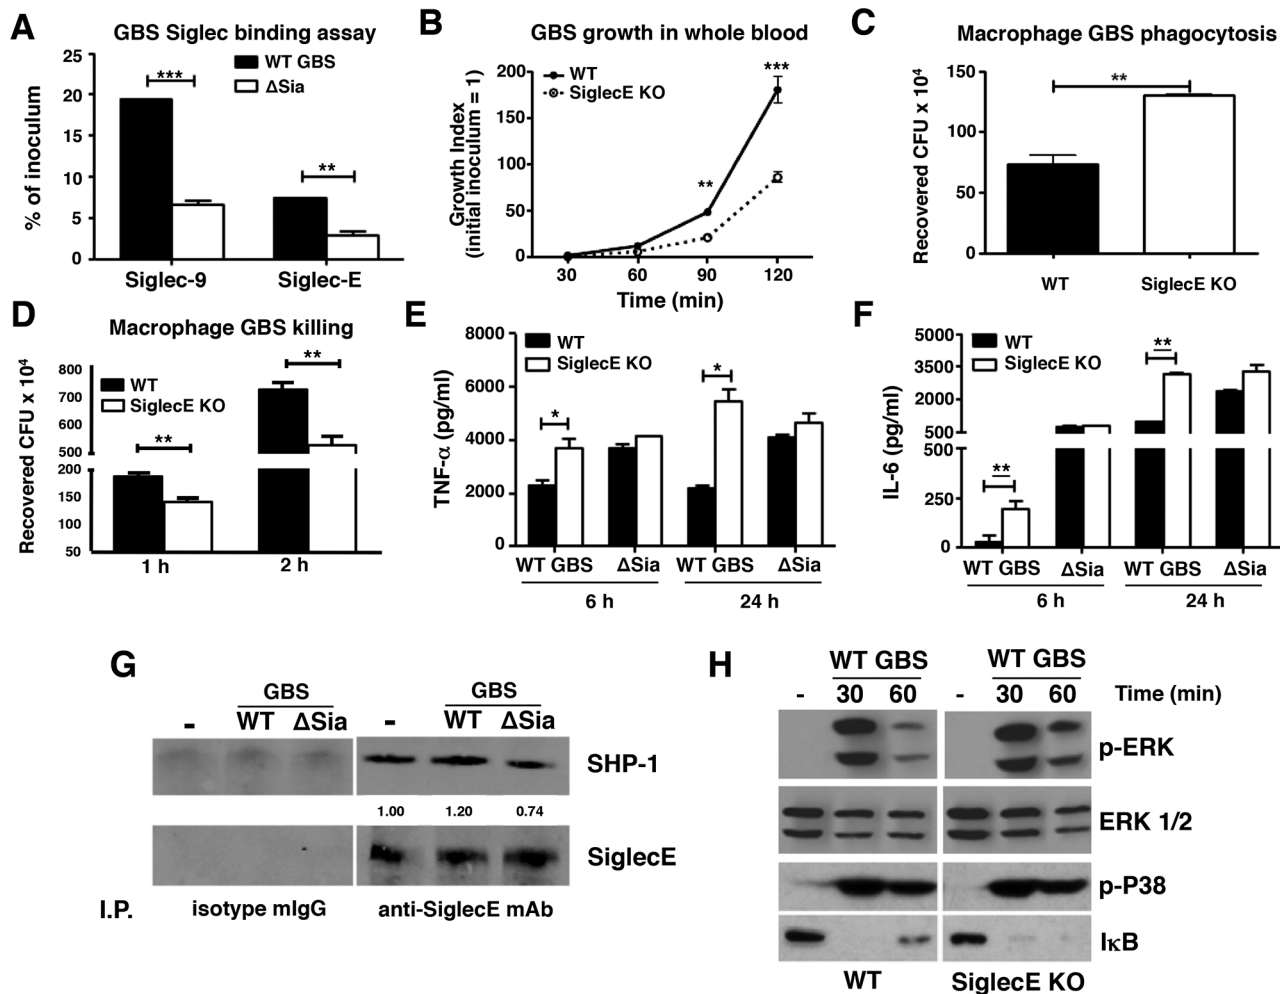 A
GBS Siglec binding assay
WT GBS
ΔSia
***
**
% of inoculum
25
20
15
10
5
0
Siglec-9
Siglec-E
B
GBS growth in whole blood
WT
SiglecE KO
***
**
Growth Index
(initial inoculum = 1)
200
150
100
50
0
30
60
90
120
Time (min)
C
Macrophage GBS phagocytosis
**
Recovered CFU x 10⁴
150
100
50
0
WT
SiglecE KO
D
Macrophage GBS killing
WT
SiglecE KO
**
**
Recovered CFU x 10⁴
800
700
600
500
200
150
100
50
1 h
2 h
E
WT
SiglecE KO
*
*
TNF-α (pg/ml)
8000
6000
4000
2000
0
WT GBS
ΔSia
WT GBS
ΔSia
6 h
24 h
F
WT
SiglecE KO
**
**
IL-6 (pg/ml)
5000
3500
2000
500
500
250
0
WT GBS
ΔSia
WT GBS
ΔSia
6 h
24 h
G
GBS
GBS
- WT ΔSia
- WT ΔSia
SHP-1
1.00 1.20 0.74
SiglecE
I.P. isotype mIgG anti-SiglecE mAb
H
WT GBS WT GBS
- 30 60 - 30 60 Time (min)
p-ERK
ERK 1/2
p-P38
IκB
WT SiglecE KO